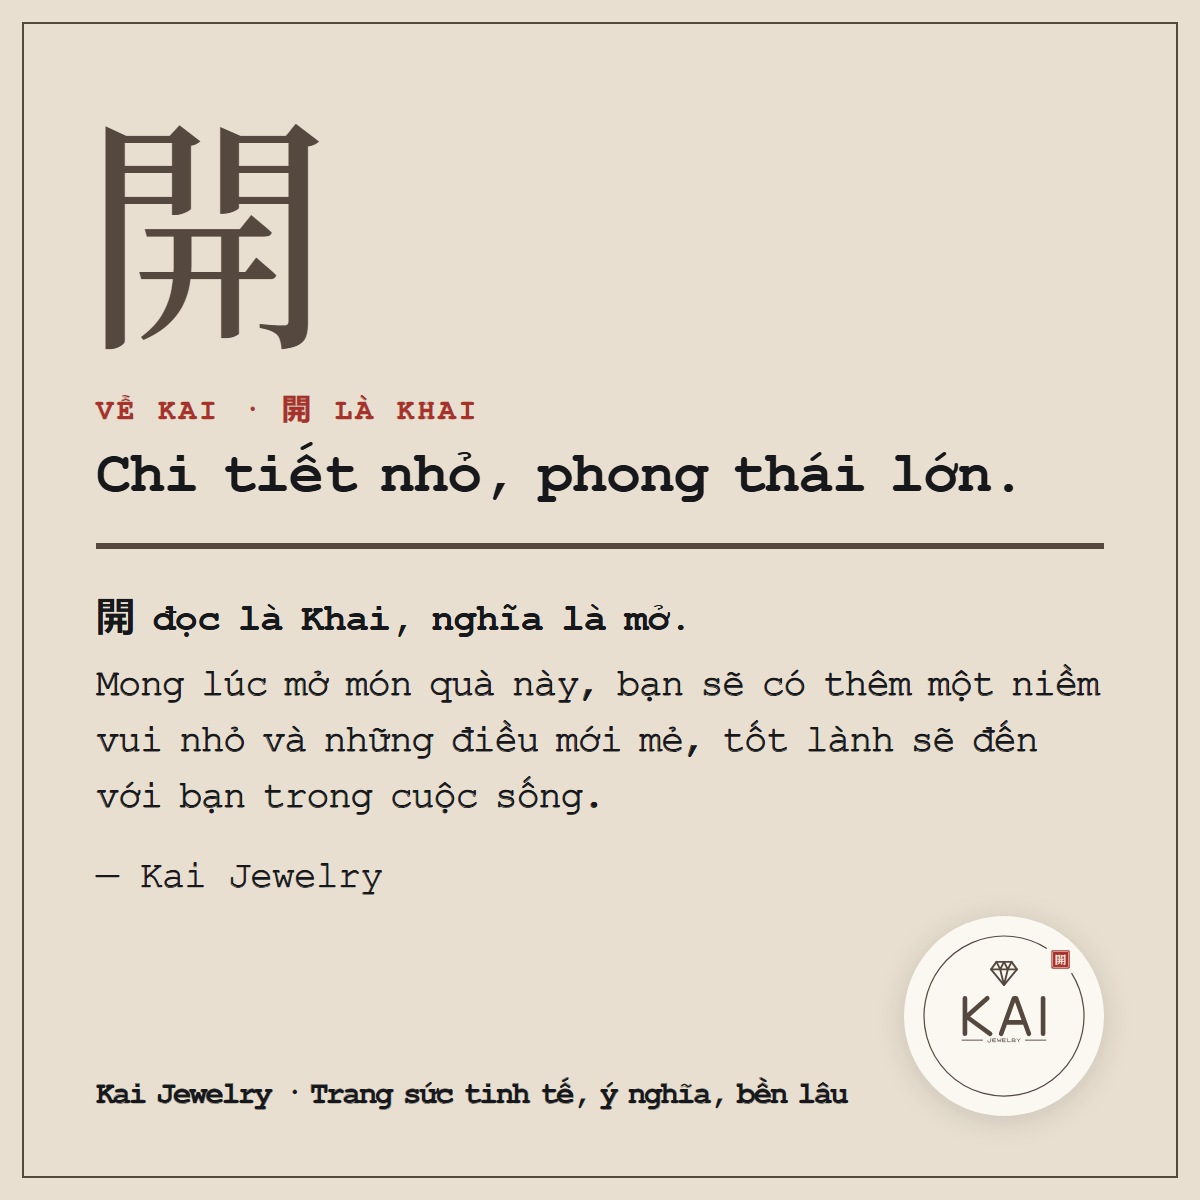 開
VỀ KAI · 開 LÀ KHAI
Chi tiết nhỏ, phong thái lớn.
開 đọc là Khai, nghĩa là mở.
Mong lúc mở món quà này, bạn sẽ có thêm một niềm
vui nhỏ và những điều mới mẻ, tốt lành sẽ đến
với bạn trong cuộc sống.
— Kai Jewelry
開
KAI
JEWELRY
Kai Jewelry · Trang sức tinh tế, ý nghĩa, bền lâu